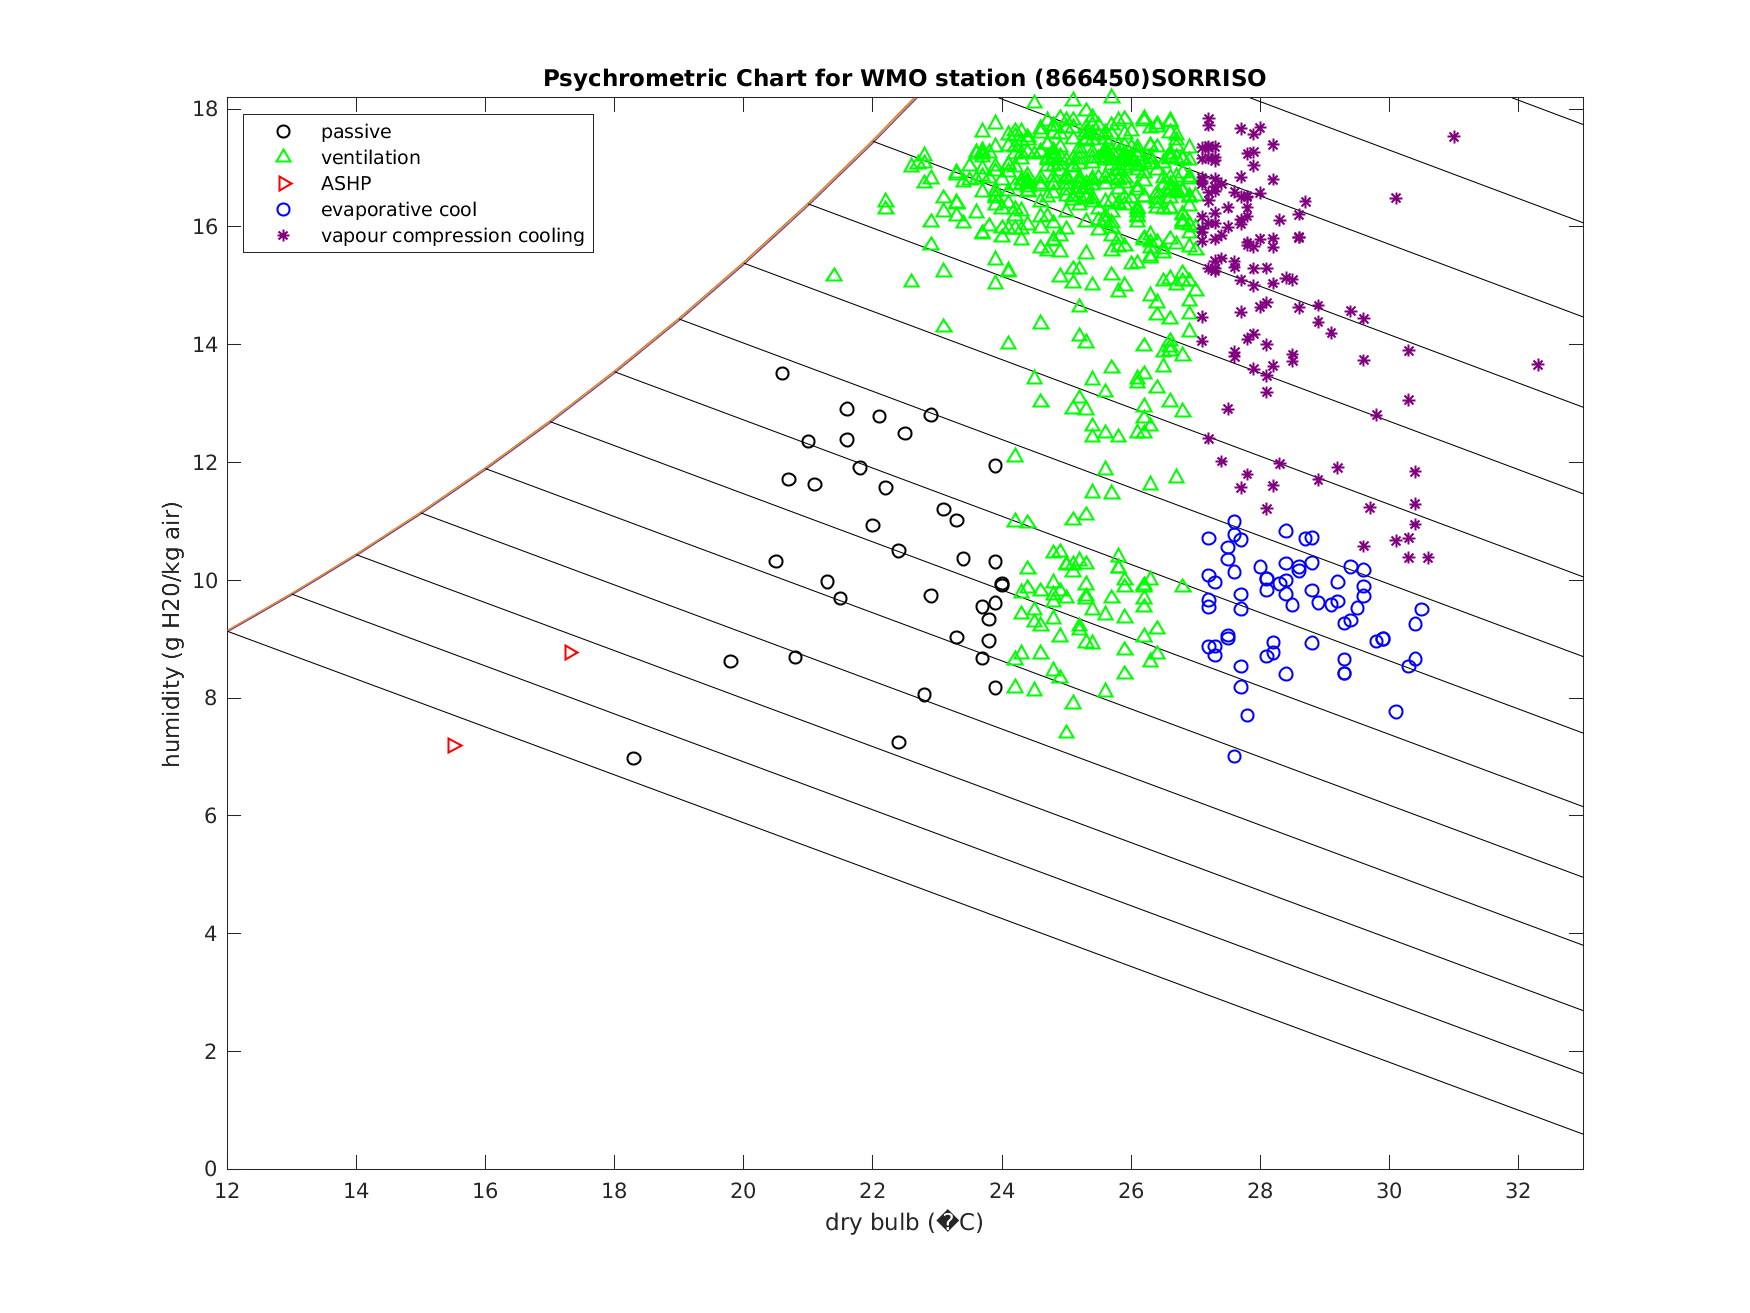 Psychrometric Chart for WMO station (866450)SORRISO
passive
ventilation
ASHP
evaporative cool
vapour compression cooling
18
16
14
12
10
8
6
4
2
0
humidity (g H20/kg air)
12 14 16 18 20 22 24 26 28 30 32
dry bulb (�C)